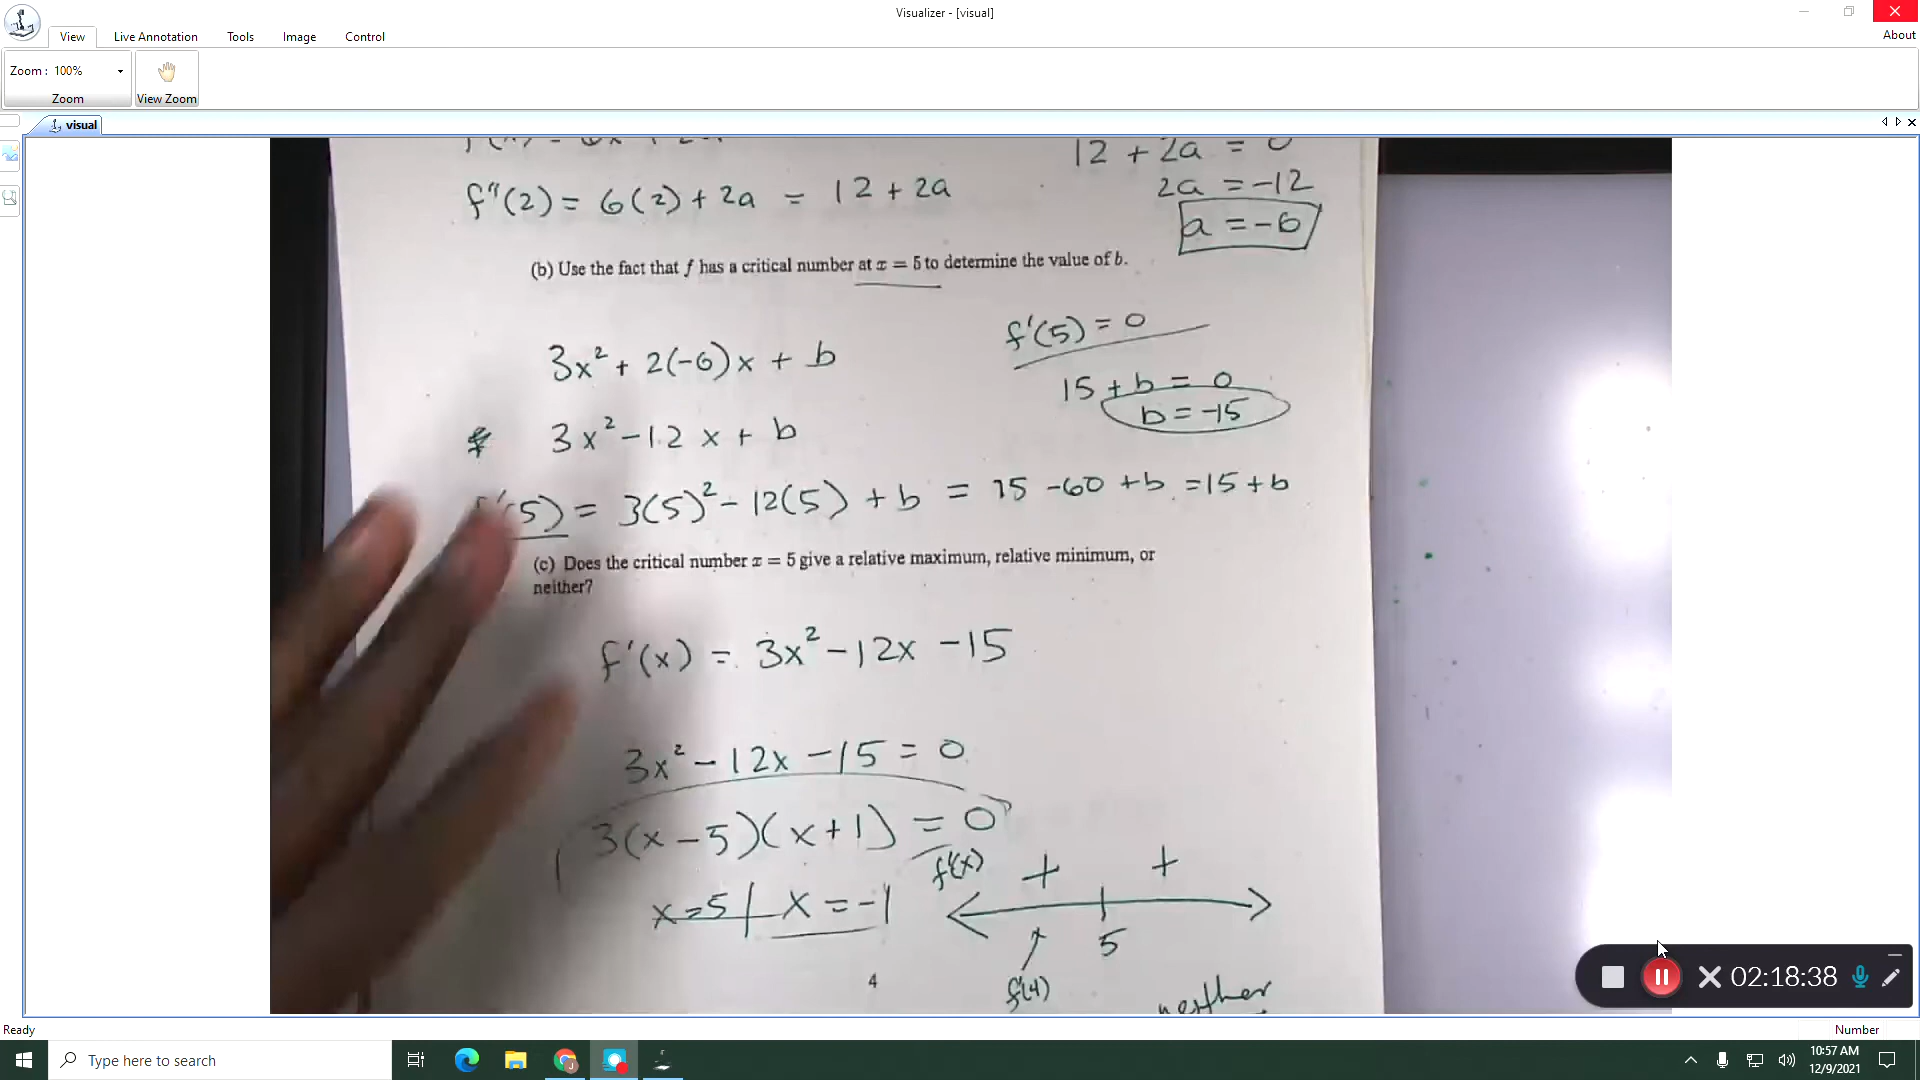 Visualizer - [visual]
View Live Annotation Tools Image Control About
Zoom : 100%
Zoom View Zoom
visual
12 + 2a = 0
f"(2) = 6(2) + 2a = 12 + 2a
2a = -12
a = -6
(b) Use the fact that f has a critical number at x = 5 to determine the value of b.
f'(5) = 0
3x² + 2(-6)x + b
15 + b = 0
b = -15
3x² - 12x + b
f'(5) = 3(5)² - 12(5) + b = 75 - 60 + b = 15 + b
(c) Does the critical number x = 5 give a relative maximum, relative minimum, or
neither?
f'(x) = 3x² - 12x - 15
3x² - 12x - 15 = 0
3(x - 5)(x + 1) = 0
f'(x) + +
x = 5 | x = -1
5
4
f'(4)
neither
02:18:38
Ready Number
Type here to search
10:57 AM
12/9/2021